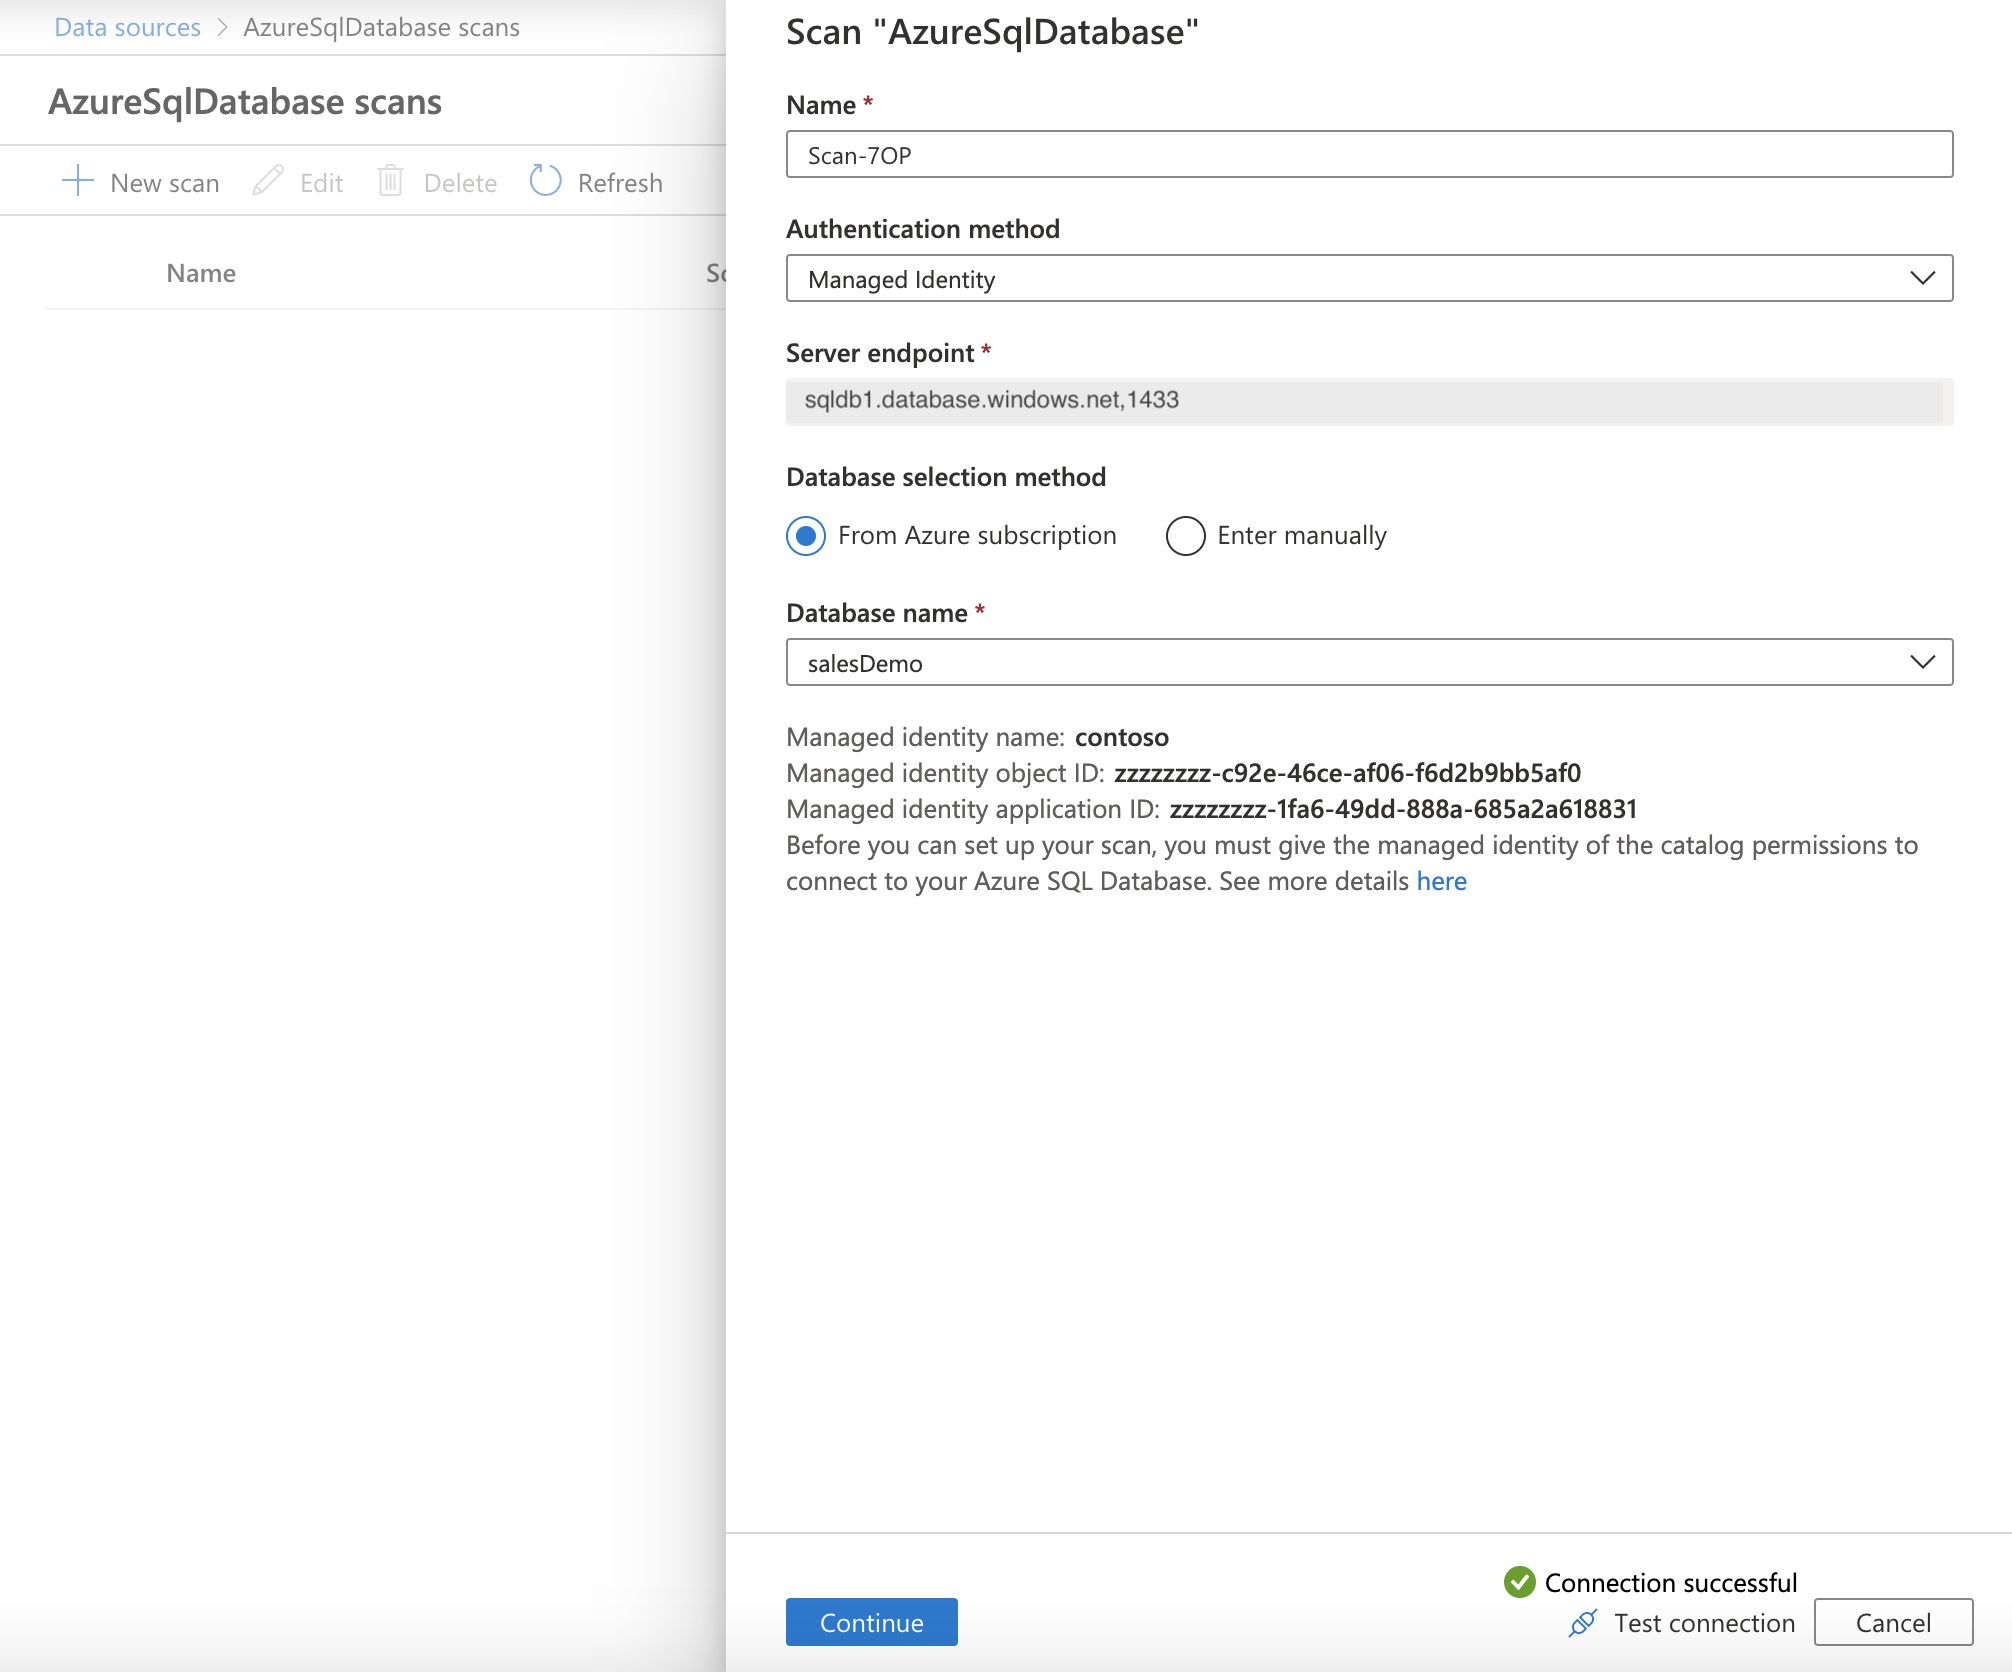 Data sources > AzureSqlDatabase scans
AzureSqlDatabase scans
New scan Edit Delete Refresh
Name
Scan "AzureSqlDatabase"
Name *
Scan-7OP
Authentication method
Managed Identity
Server endpoint *
sqldb1.database.windows.net,1433
Database selection method
From Azure subscription Enter manually
Database name *
salesDemo
Managed identity name: contoso
Managed identity object ID: zzzzzzzz-c92e-46ce-af06-f6d2b9bb5af0
Managed identity application ID: zzzzzzzz-1fa6-49dd-888a-685a2a618831
Before you can set up your scan, you must give the managed identity of the catalog permissions to
connect to your Azure SQL Database. See more details here
Connection successful
Continue Test connection Cancel